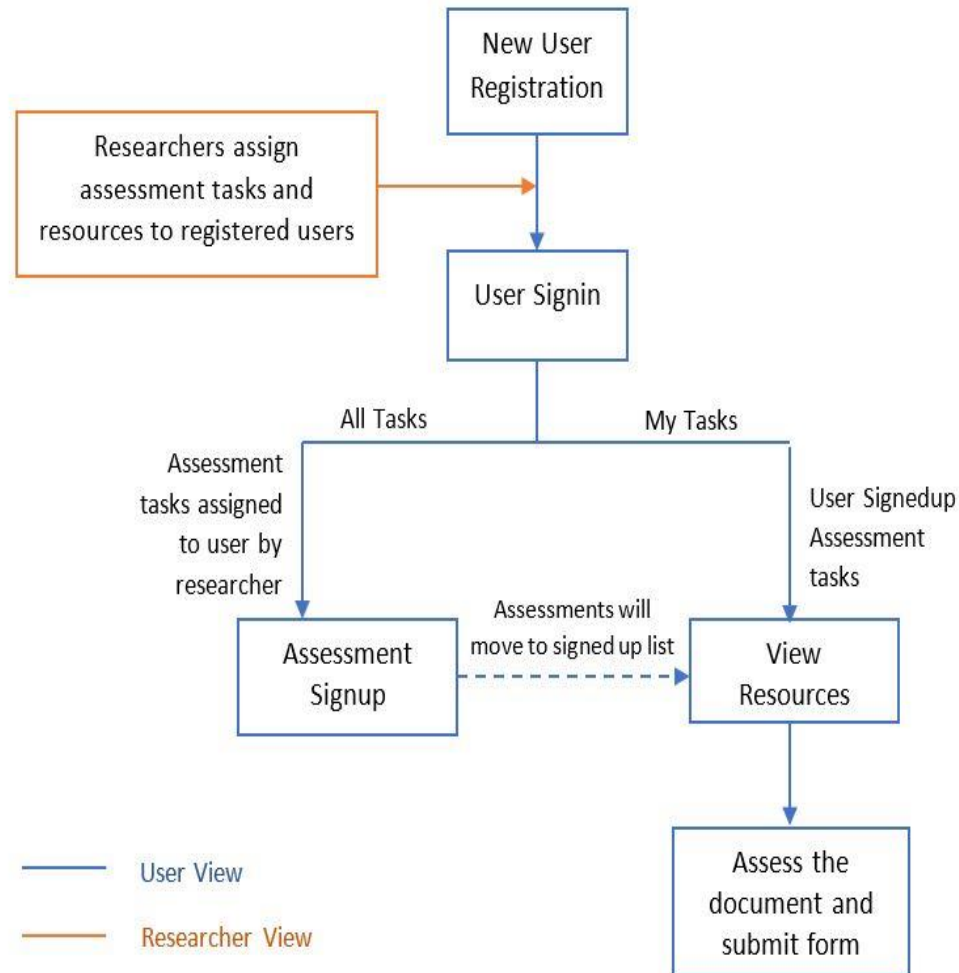 New User
Registration
Researchers assign
assessment tasks and
resources to registered users
User Signin
All Tasks
My Tasks
Assessment
tasks assigned
to user by
researcher
User Signedup
Assessment
tasks
Assessments will
move to signed up list
Assessment
Signup
View
Resources
Assess the
document and
submit form
User View
Researcher View